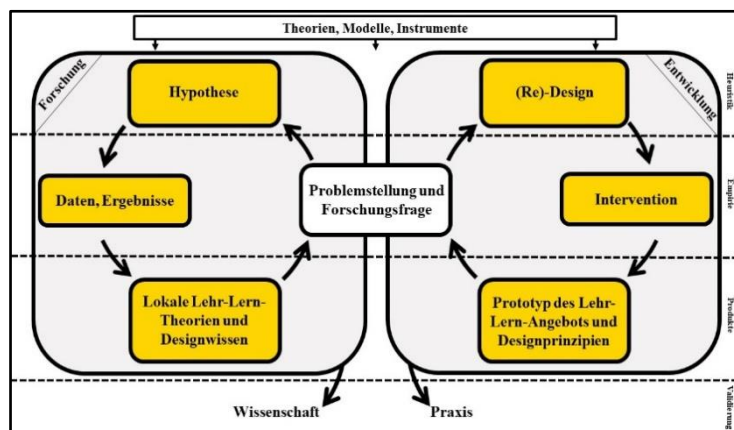 Theorien, Modelle, Instrumente
Forschung
Entwicklung
Heuristik
Hypothese
(Re)-Design
Problemstellung und
Forschungsfrage
Daten, Ergebnisse
Intervention
Empirie
Lokale Lehr-Lern-
Theorien und
Designwissen
Prototyp des Lehr-
Lern-Angebots und
Designprinzipien
Produkte
Wissenschaft
Praxis
Validierung